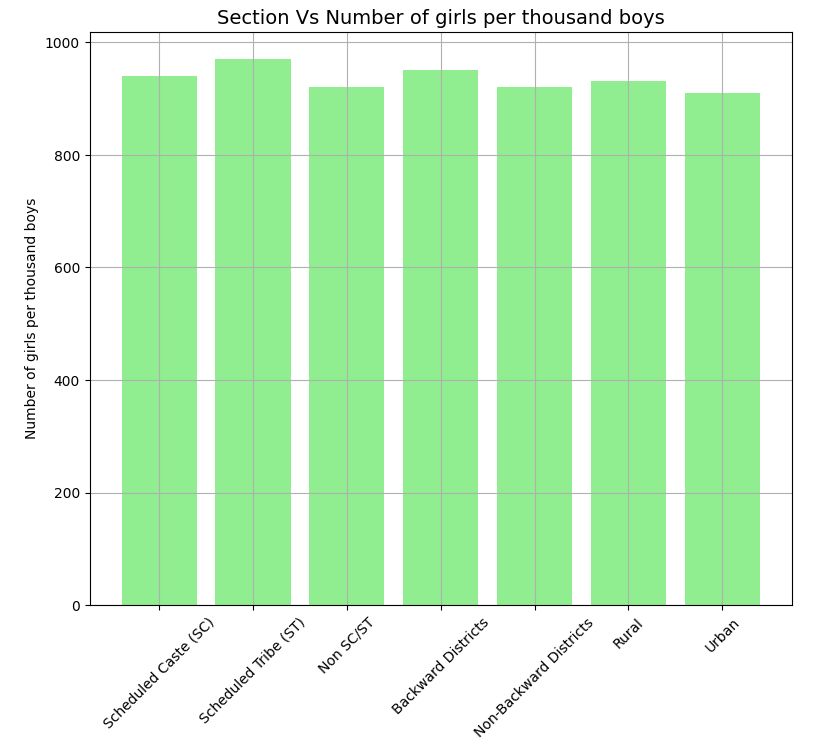 Section Vs Number of girls per thousand boys
Number of girls per thousand boys
1000
800
600
400
200
0
Scheduled Caste (SC)
Scheduled Tribe (ST)
Non SC/ST
Backward Districts
Non-Backward Districts
Rural
Urban